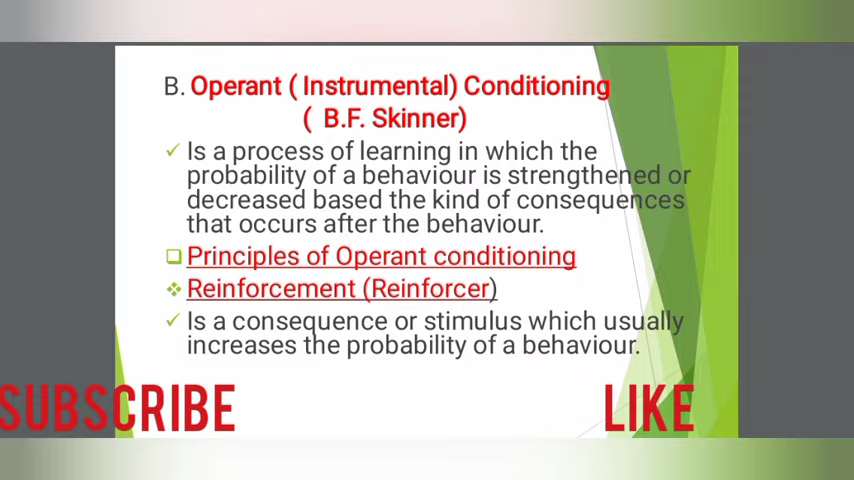 B. Operant ( Instrumental) Conditioning
( B.F. Skinner)
✓ Is a process of learning in which the
probability of a behaviour is strengthened or
decreased based the kind of consequences
that occurs after the behaviour.
❑ Principles of Operant conditioning
❖ Reinforcement (Reinforcer)
✓ Is a consequence or stimulus which usually
increases the probability of a behaviour.
SUBSCRIBE
LIKE